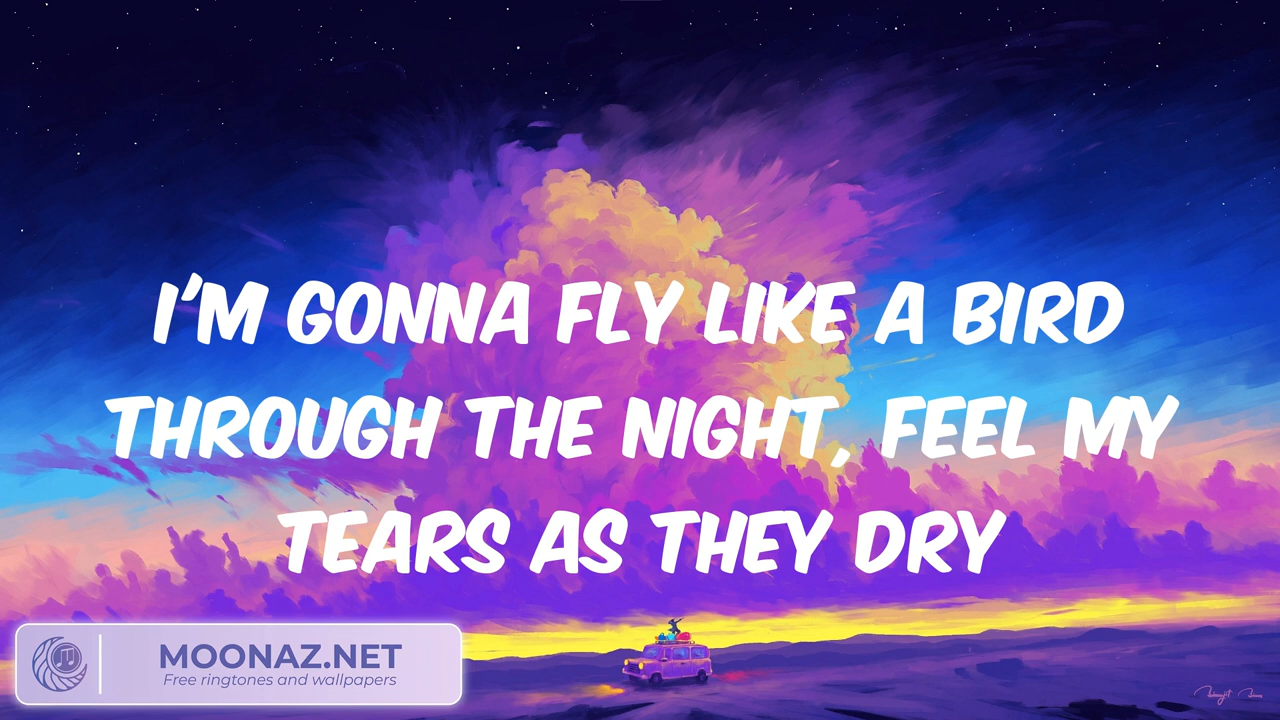 I'M GONNA FLY LIKE A BIRD
THROUGH THE NIGHT, FEEL MY
TEARS AS THEY DRY
MOONAZ.NET
Free ringtones and wallpapers